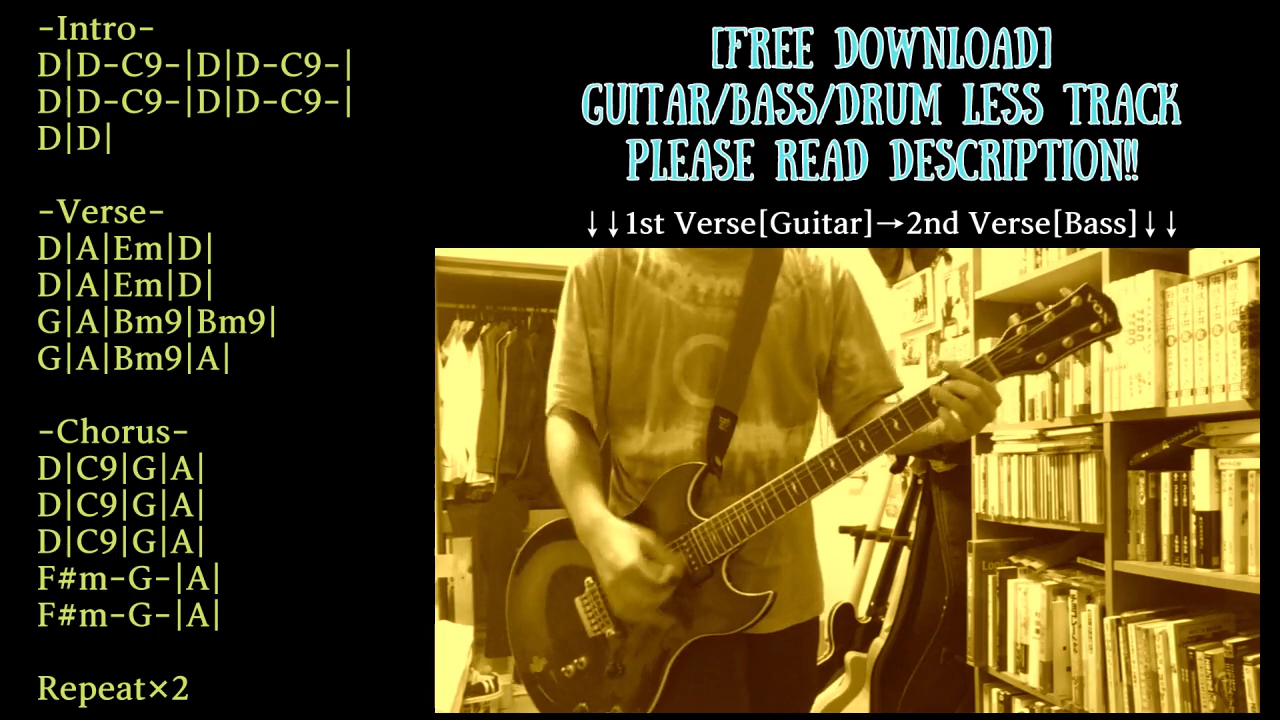 -Intro-
D|D-C9-|D|D-C9-|
D|D-C9-|D|D-C9-|
D|D|
-Verse-
D|A|Em|D|
D|A|Em|D|
G|A|Bm9|Bm9|
G|A|Bm9|A|
-Chorus-
D|C9|G|A|
D|C9|G|A|
D|C9|G|A|
F#m-G-|A|
F#m-G-|A|
Repeat×2
[FREE DOWNLOAD]
GUITAR/BASS/DRUM LESS TRACK
PLEASE READ DESCRIPTION!!
↓↓1st Verse[Guitar]→2nd Verse[Bass]↓↓
VOX